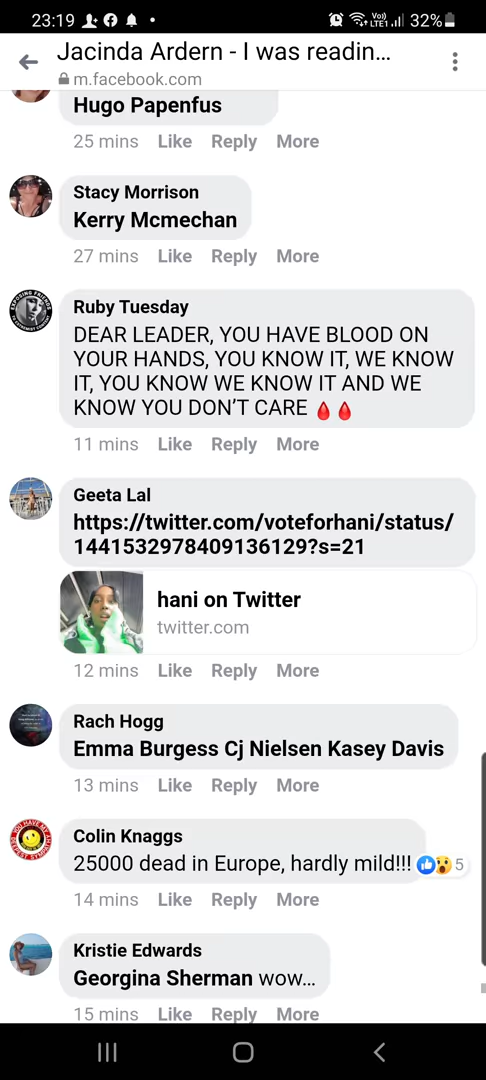 23:19 32%
Jacinda Ardern - I was readin...
m.facebook.com
Hugo Papenfus
25 mins Like Reply More
Stacy Morrison
Kerry Mcmechan
27 mins Like Reply More
Ruby Tuesday
DEAR LEADER, YOU HAVE BLOOD ON
YOUR HANDS, YOU KNOW IT, WE KNOW
IT, YOU KNOW WE KNOW IT AND WE
KNOW YOU DON'T CARE 🩸🩸
11 mins Like Reply More
Geeta Lal
https://twitter.com/voteforhani/status/
1441532978409136129?s=21
hani on Twitter
twitter.com
12 mins Like Reply More
Rach Hogg
Emma Burgess Cj Nielsen Kasey Davis
13 mins Like Reply More
Colin Knaggs
25000 dead in Europe, hardly mild!!! 5
14 mins Like Reply More
Kristie Edwards
Georgina Sherman wow...
15 mins Like Reply More